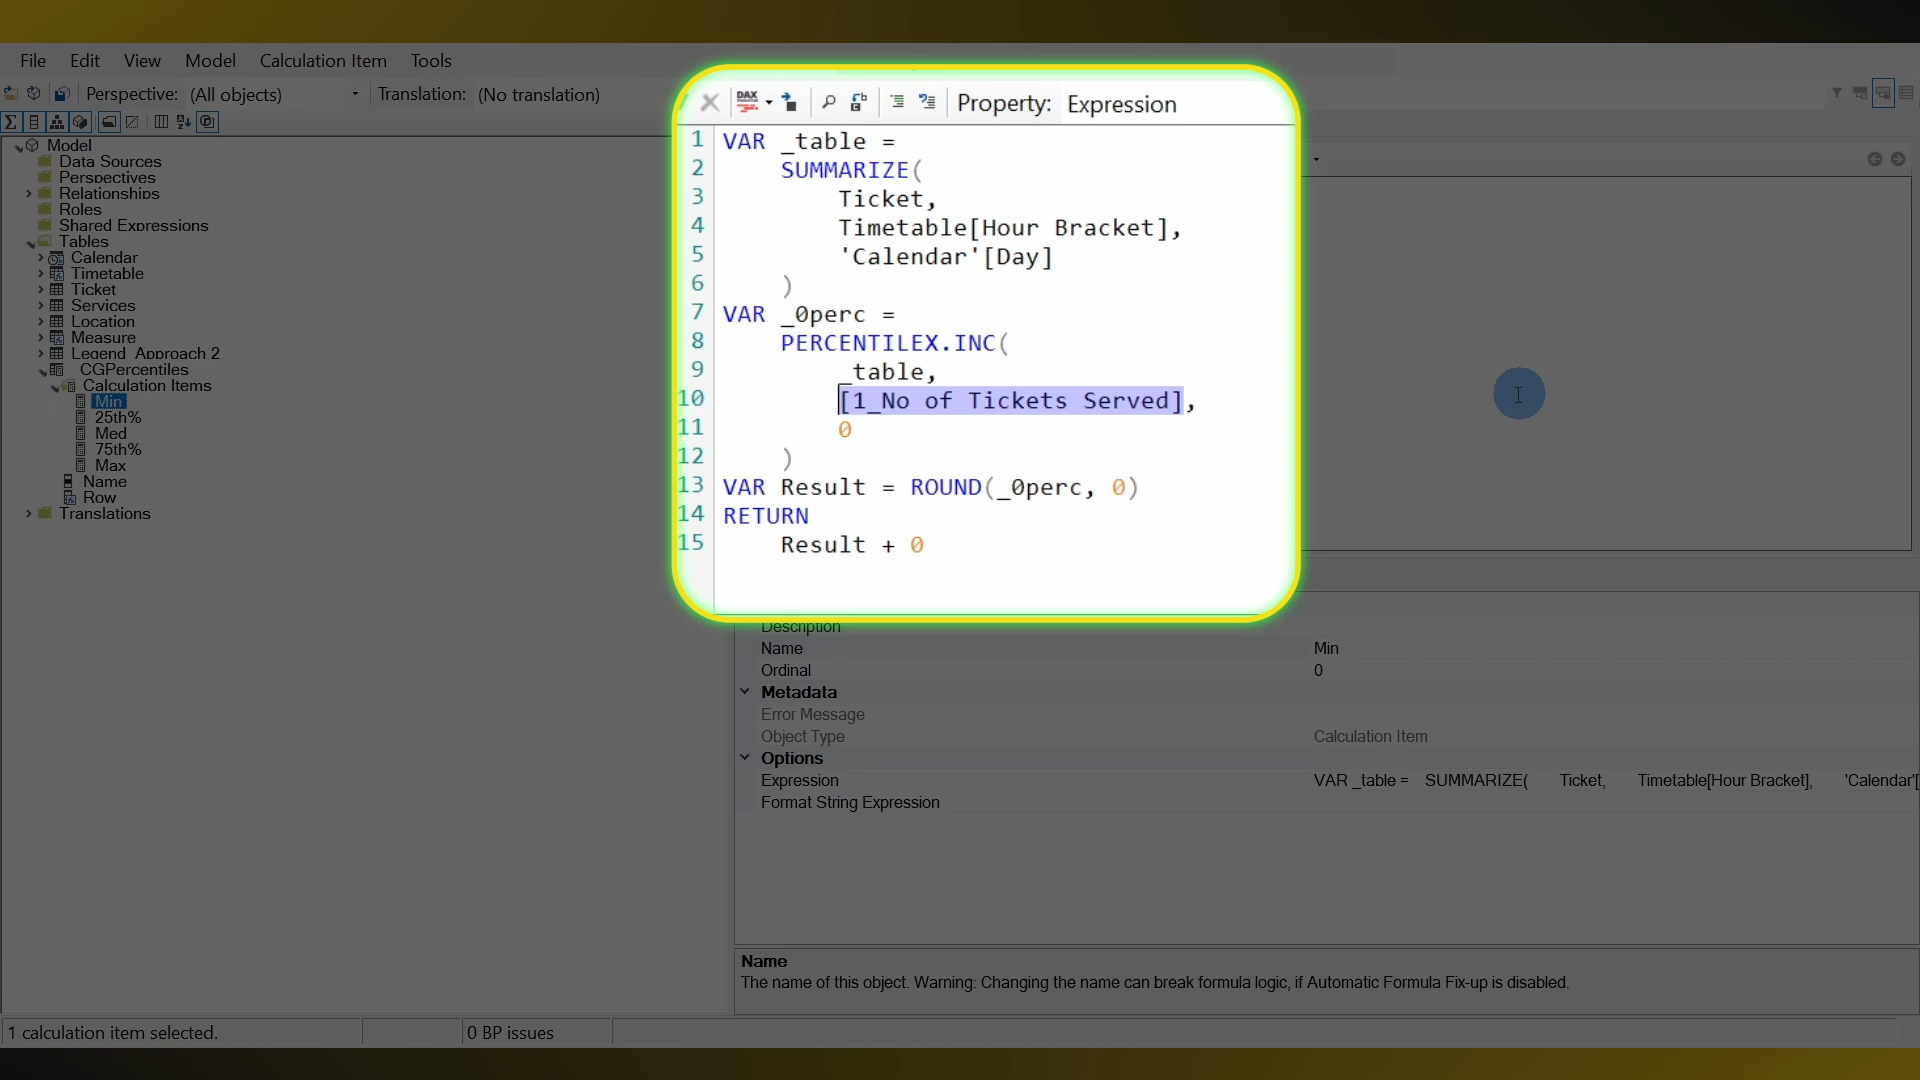 File Edit View Model Calculation Item Tools
Perspective: (All objects) Translation: (No translation)
Model
Data Sources
Perspectives
Relationships
Roles
Shared Expressions
Tables
Calendar
Timetable
Ticket
Services
Location
Measure
Legend_Approach 2
CGPercentiles
Calculation Items
Min
25th%
Med
75th%
Max
Name
Row
Translations
DAX Property: Expression
1 VAR _table =
2 SUMMARIZE(
3 Ticket,
4 Timetable[Hour Bracket],
5 'Calendar'[Day]
6 )
7 VAR _0perc =
8 PERCENTILEX.INC(
9 _table,
10 [1_No of Tickets Served],
11 0
12 )
13 VAR Result = ROUND(_0perc, 0)
14 RETURN
15 Result + 0
Description
Name Min
Ordinal 0
Metadata
Error Message
Object Type Calculation Item
Options
Expression VAR _table = SUMMARIZE( Ticket, Timetable[Hour Bracket], 'Calendar'[
Format String Expression
Name
The name of this object. Warning: Changing the name can break formula logic, if Automatic Formula Fix-up is disabled.
1 calculation item selected. 0 BP issues